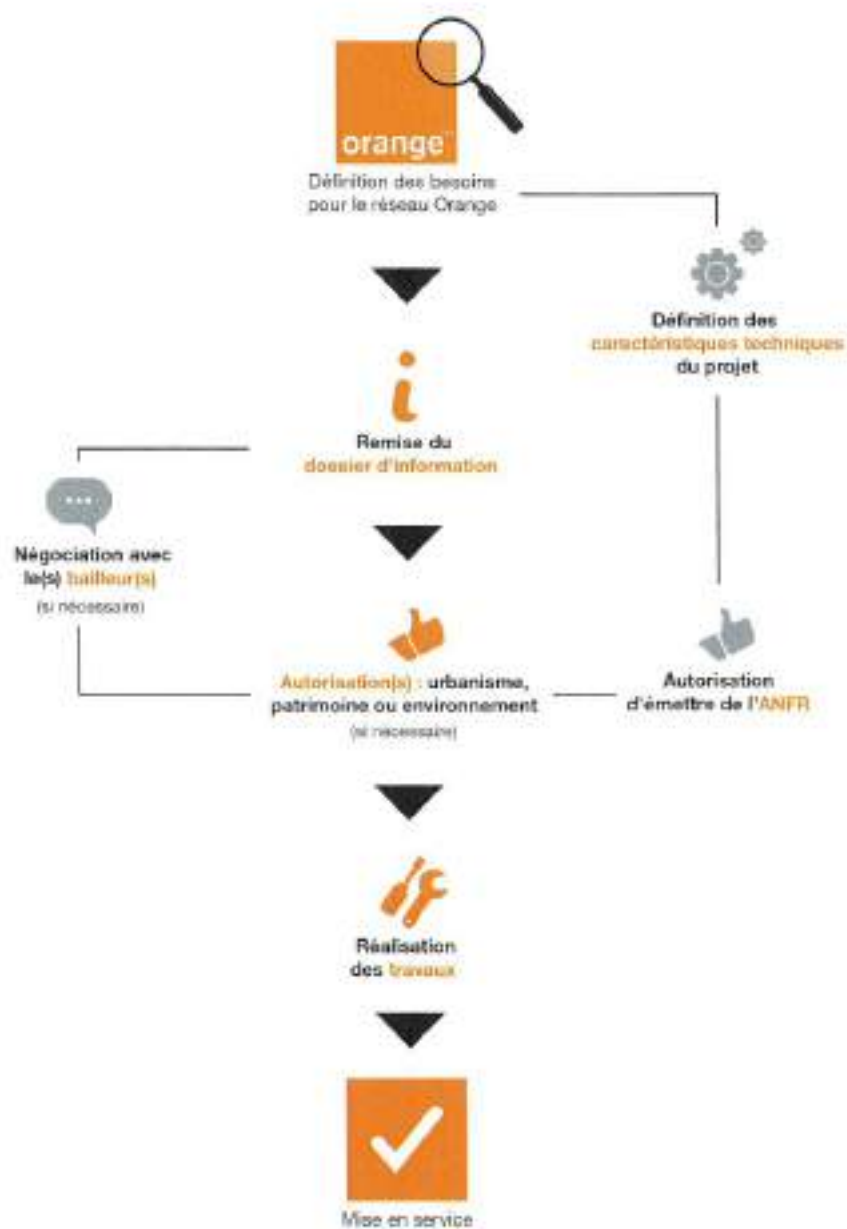 orange™
Définition des besoins
pour le réseau Orange
Définition des
caractéristiques techniques
du projet
Remise du
dossier d'information
Négociation avec
le(s) bailleur(s)
(si nécessaire)
Autorisation(s) : urbanisme,
patrimoine ou environnement
(si nécessaire)
Autorisation
d'émettre de l'ANFR
Réalisation
des travaux
Mise en service